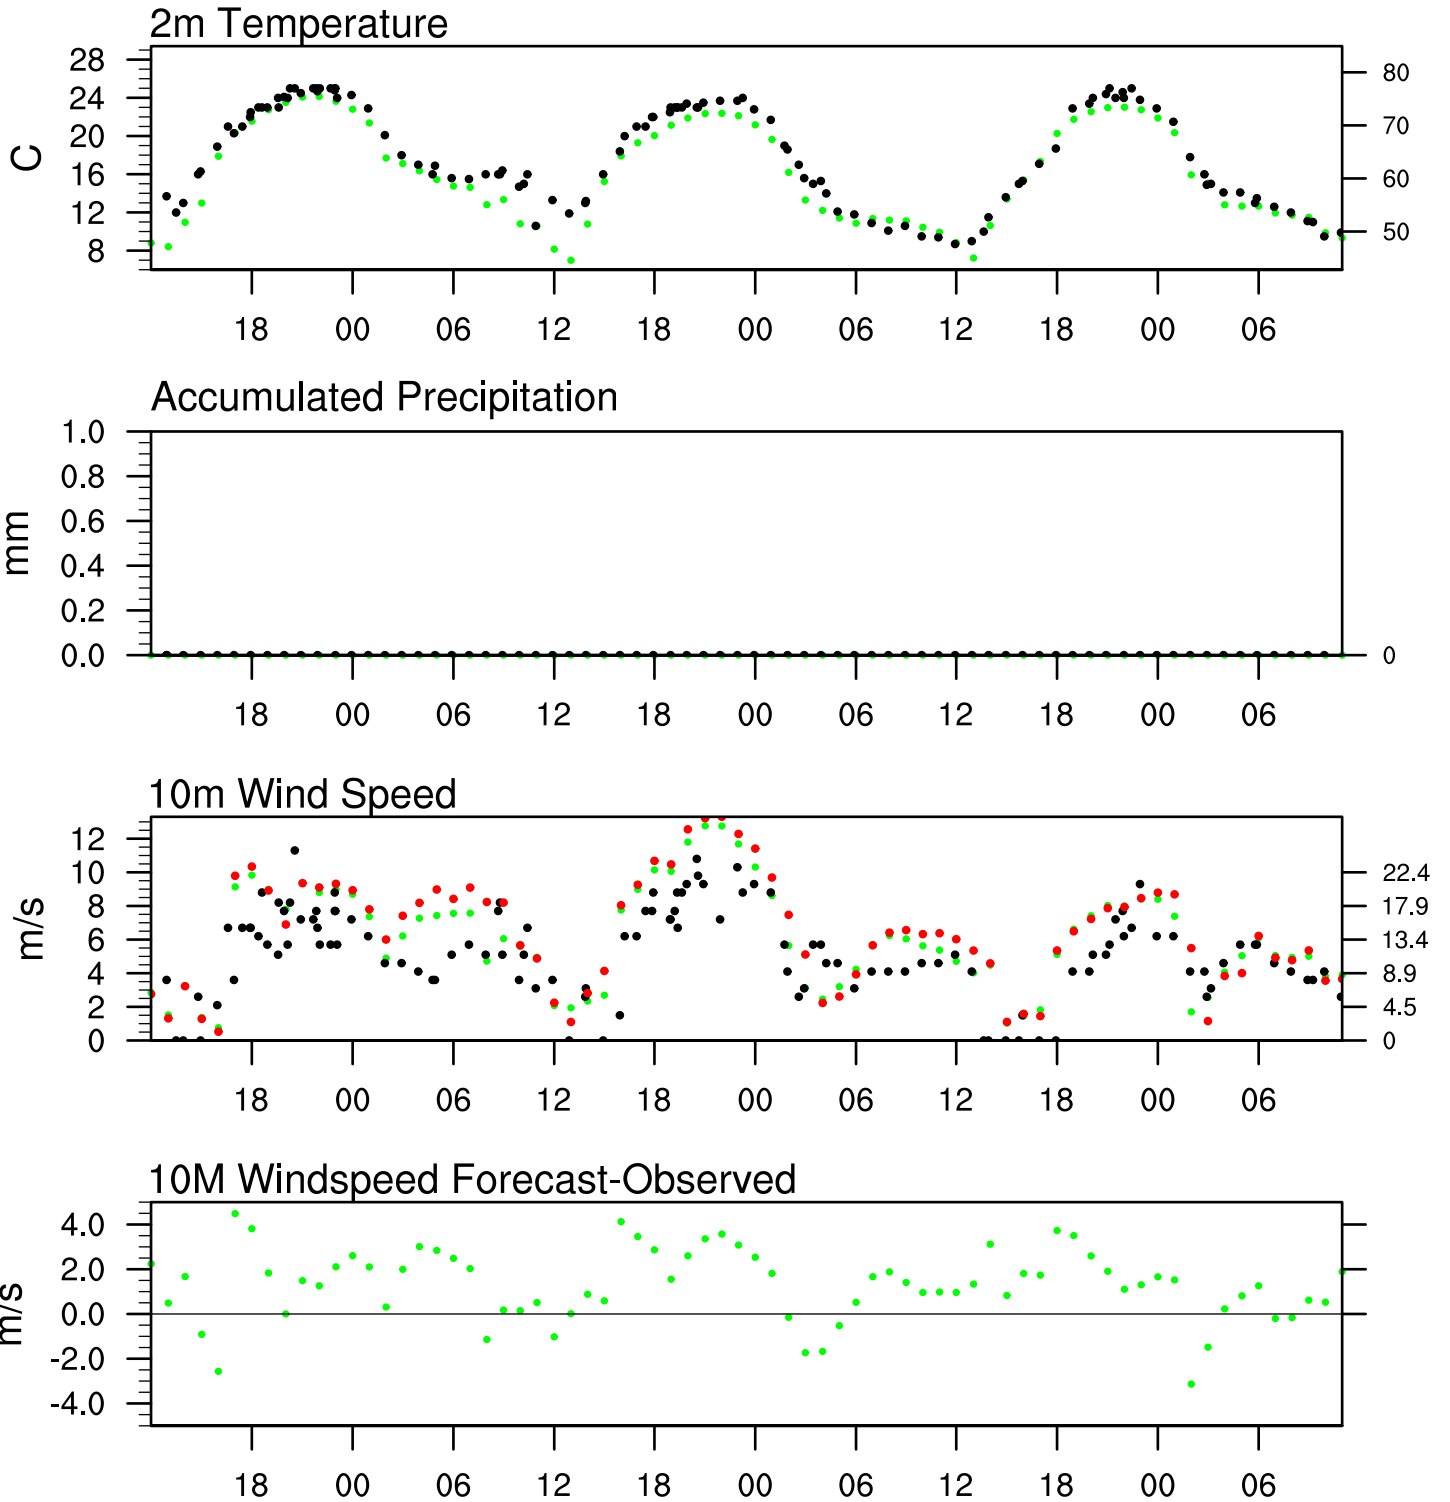 2m Temperature
28
24
20
16
12
8
C
80
70
60
50
18 00 06 12 18 00 06 12 18 00 06
Accumulated Precipitation
1.0
0.8
0.6
0.4
0.2
0.0
mm
0
18 00 06 12 18 00 06 12 18 00 06
10m Wind Speed
12
10
8
6
4
2
0
m/s
22.4
17.9
13.4
8.9
4.5
0
18 00 06 12 18 00 06 12 18 00 06
10M Windspeed Forecast-Observed
4.0
2.0
0.0
-2.0
-4.0
m/s
18 00 06 12 18 00 06 12 18 00 06